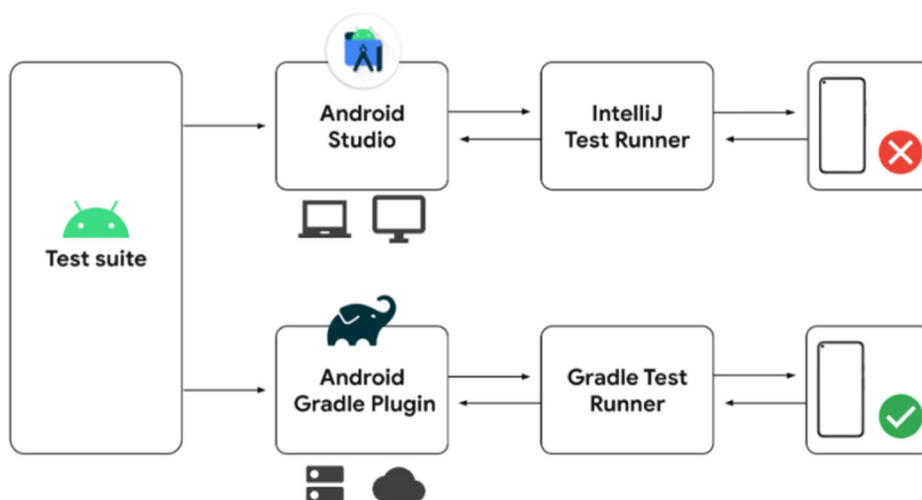 Test suite
Android
Studio
IntelliJ
Test Runner
Android
Gradle Plugin
Gradle Test
Runner